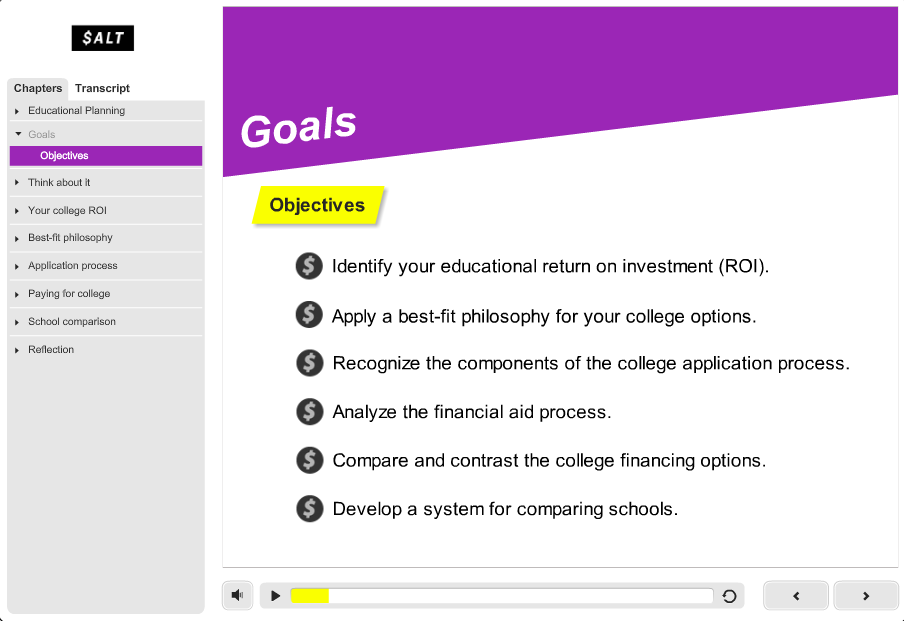 $ALT
Chapters Transcript
Educational Planning
Goals
Objectives
Think about it
Your college ROI
Best-fit philosophy
Application process
Paying for college
School comparison
Reflection
Goals
Objectives
Identify your educational return on investment (ROI).
Apply a best-fit philosophy for your college options.
Recognize the components of the college application process.
Analyze the financial aid process.
Compare and contrast the college financing options.
Develop a system for comparing schools.